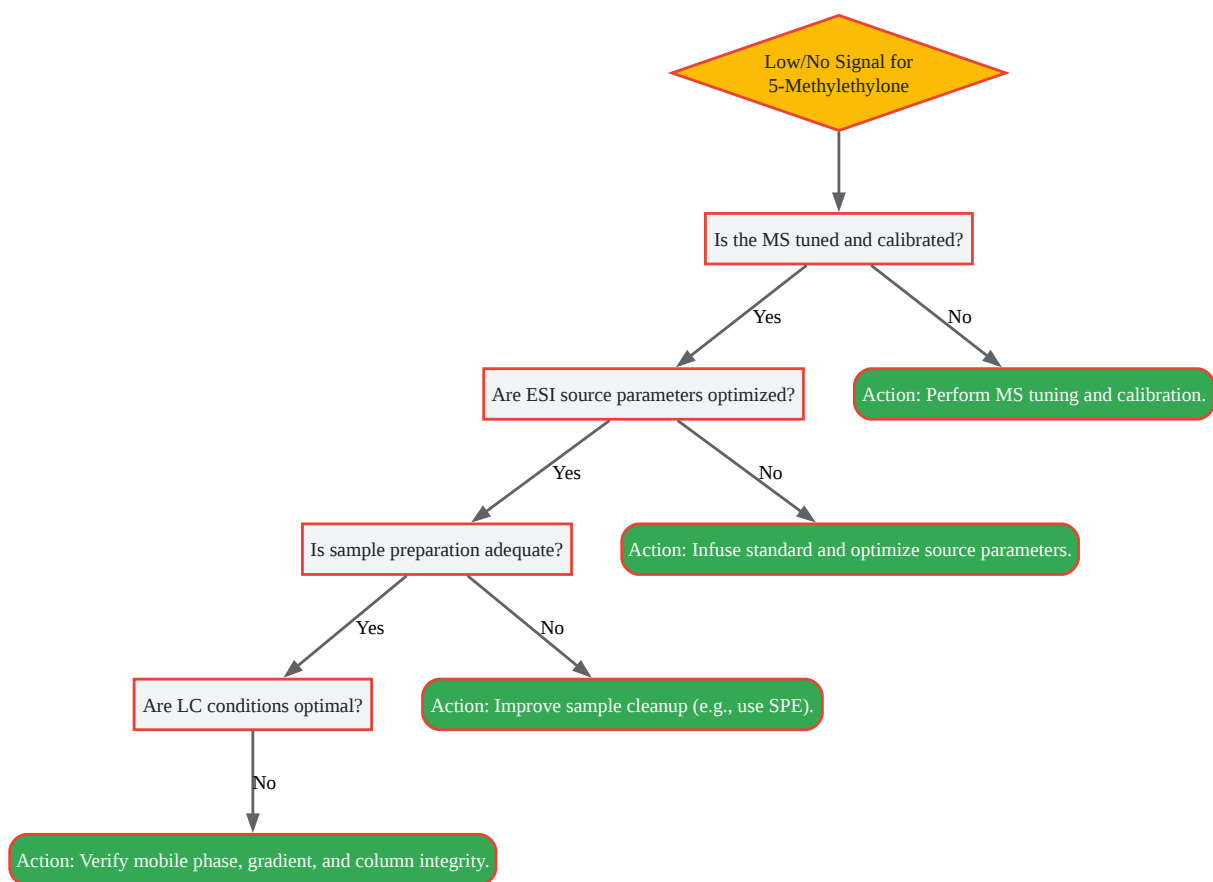 Low/No Signal for
5-Methylethylone
Is the MS tuned and calibrated?
Yes
No
Are ESI source parameters optimized?
Action: Perform MS tuning and calibration.
Yes
No
Is sample preparation adequate?
Action: Infuse standard and optimize source parameters.
Yes
No
Are LC conditions optimal?
Action: Improve sample cleanup (e.g., use SPE).
No
Action: Verify mobile phase, gradient, and column integrity.